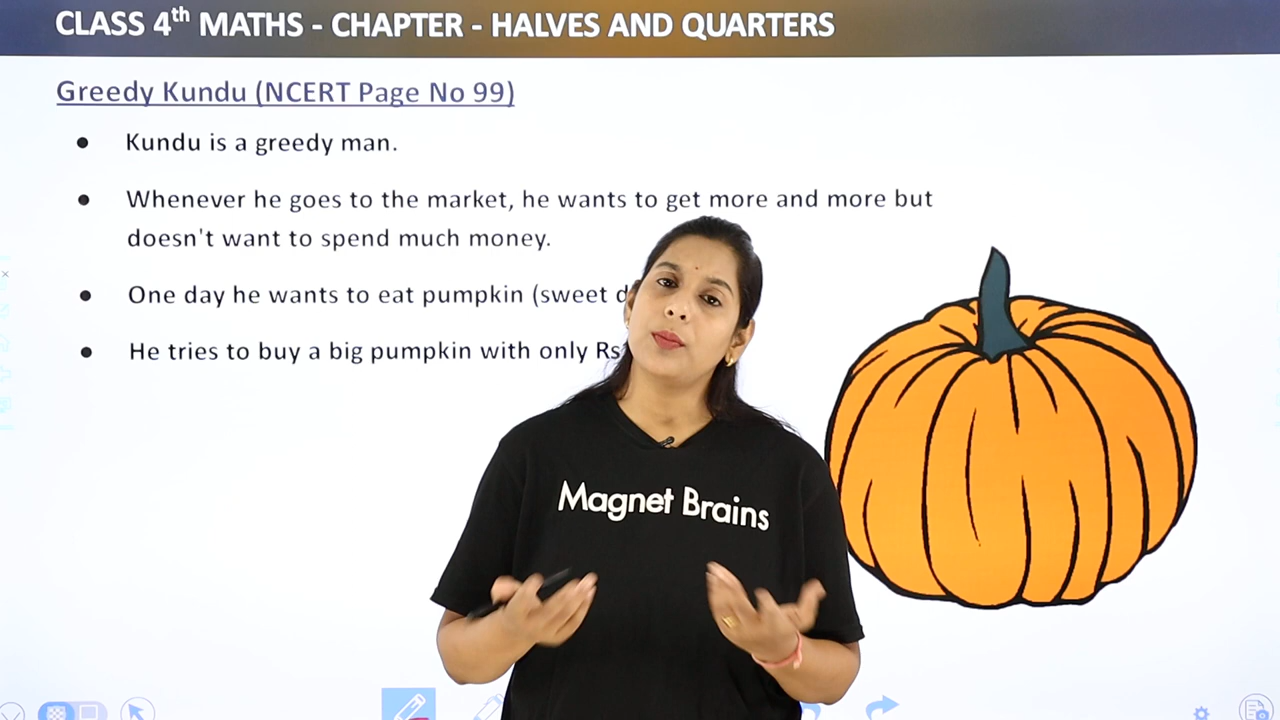 CLASS 4th MATHS - CHAPTER - HALVES AND QUARTERS
Greedy Kundu (NCERT Page No 99)
● Kundu is a greedy man.
● Whenever he goes to the market, he wants to get more and more but
doesn't want to spend much money.
● One day he wants to eat pumpkin (sweet
● He tries to buy a big pumpkin with only Rs
Magnet Brains